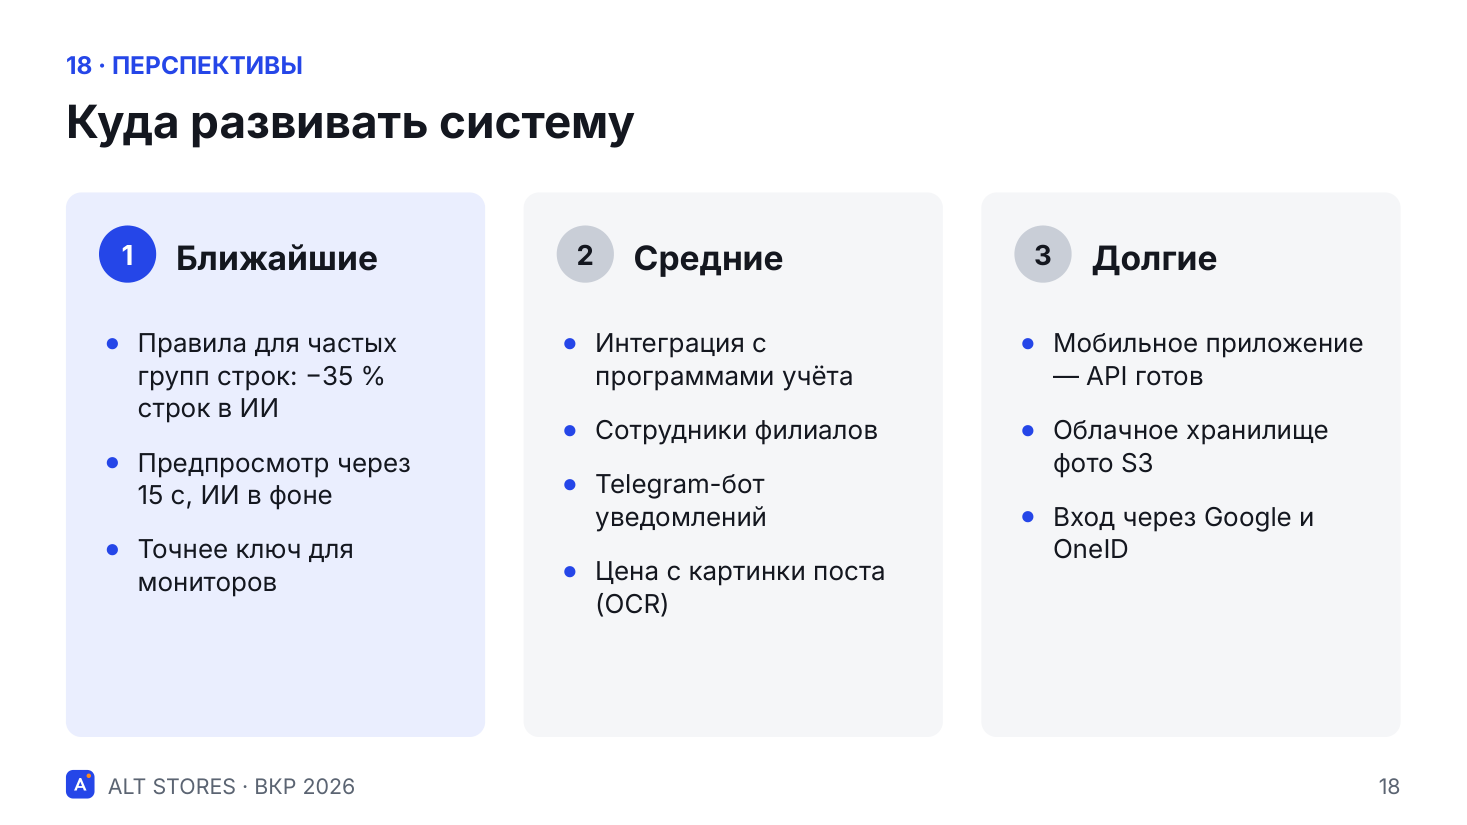 18 · ПЕРСПЕКТИВЫ
Куда развивать систему
1 Ближайшие
Правила для частых
групп строк: −35 %
строк в ИИ
Предпросмотр через
15 с, ИИ в фоне
Точнее ключ для
мониторов
2 Средние
Интеграция с
программами учёта
Сотрудники филиалов
Telegram-бот
уведомлений
Цена с картинки поста
(OCR)
3 Долгие
Мобильное приложение
— API готов
Облачное хранилище
фото S3
Вход через Google и
OneID
A ALT STORES · ВКР 2026
18